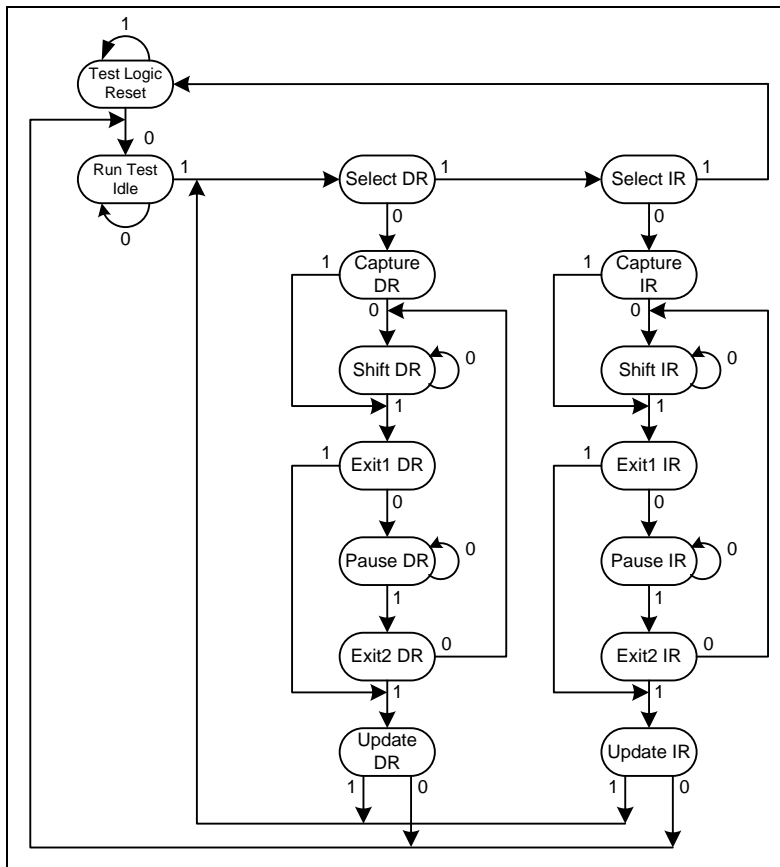 1
Test Logic
Reset
0
Run Test
Idle
1
0
Select DR
1
Select IR
1
0
0
1
Capture
DR
0
1
Capture
IR
0
Shift DR
0
Shift IR
0
1
1
1
Exit1 DR
1
Exit1 IR
0
0
Pause DR
0
Pause IR
0
1
1
Exit2 DR
0
Exit2 IR
0
1
1
Update
DR
Update IR
1
0
1
0